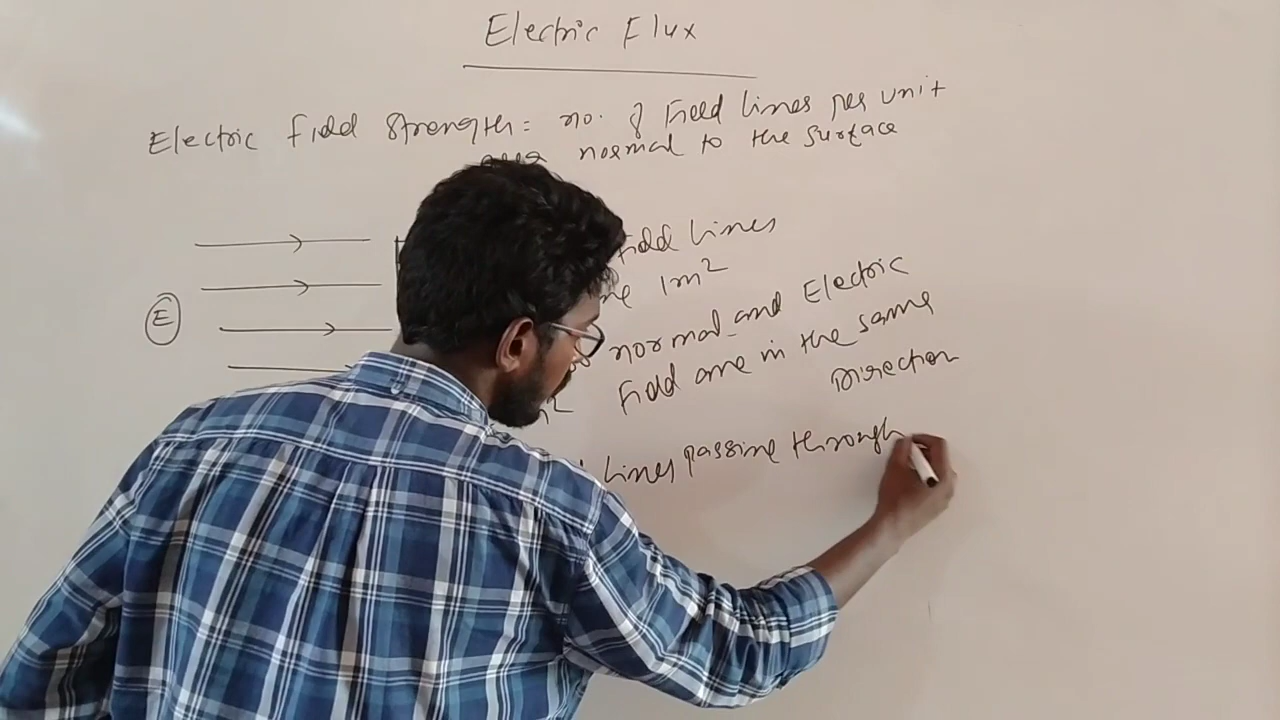 Electric Flux
Electric field strength = no. of Field Lines per unit
area normal to the surface
Field Lines
1m²
E
normal and Electric
Field are in the same
Direction
Lines passine through